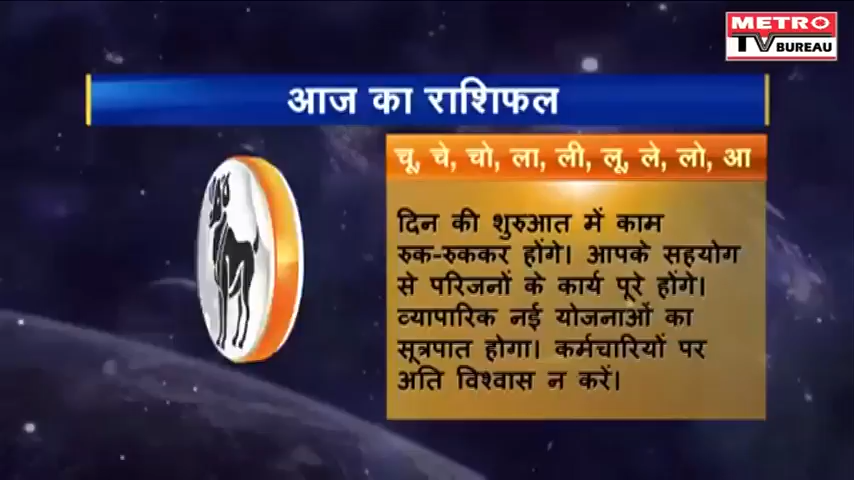 METRO
TV BUREAU
आज का राशिफल
चू, चे, चो, ला, ली, लू, ले, लो, आ
दिन की शुरुआत में काम
रुक-रुककर होंगे। आपके सहयोग
से परिजनों के कार्य पूरे होंगे।
व्यापारिक नई योजनाओं का
सूत्रपात होगा। कर्मचारियों पर
अति विश्वास न करें।